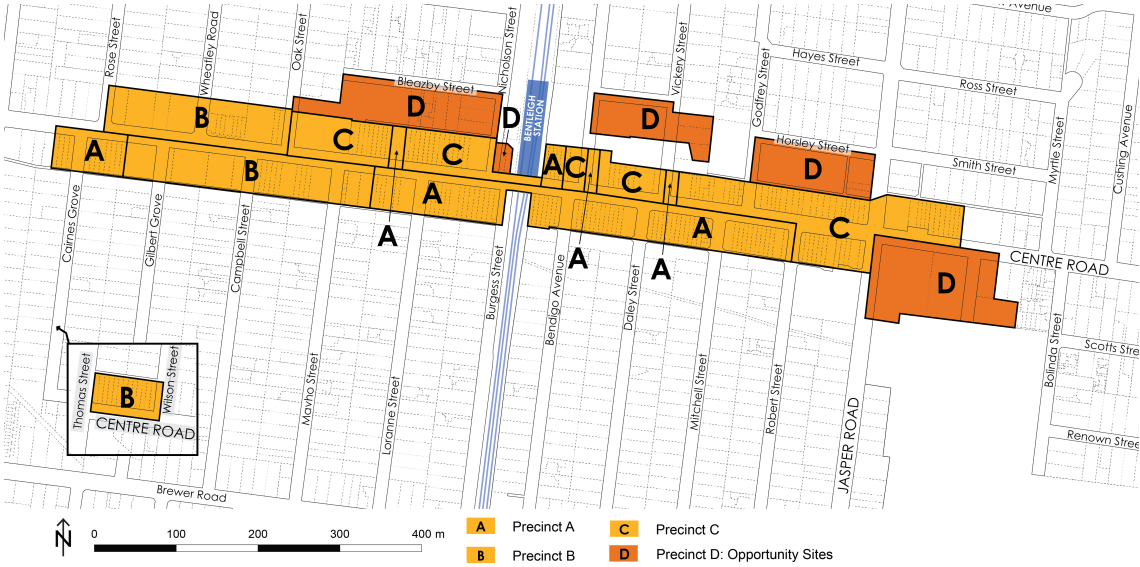 Avenue
Rose Street
Wheatley Road
Oak Street
Nicholson Street
Vickery Street
Godfrey Street
Hayes Street
Ross Street
Myrtle Street
Cushing Avenue
Bleazby Street
BENTLEIGH
STATION
Horsley Street
Smith Street
B
D
D
D
D
C
C
A
C
C
A
B
A
A
C
A
A
A
D
CENTRE ROAD
Cairnes Grove
Gilbert Grove
Campbell Street
Mavho Street
Loranne Street
Burgess Street
Bendigo Avenue
Daley Street
Mitchell Street
Robert Street
JASPER ROAD
Bolinda Street
Scotts Stre
Renown Stree
Thomas Street
B
Wilson Street
CENTRE ROAD
Brewer Road
N
0 100 200 300 400 m
A Precinct A
B Precinct B
C Precinct C
D Precinct D: Opportunity Sites